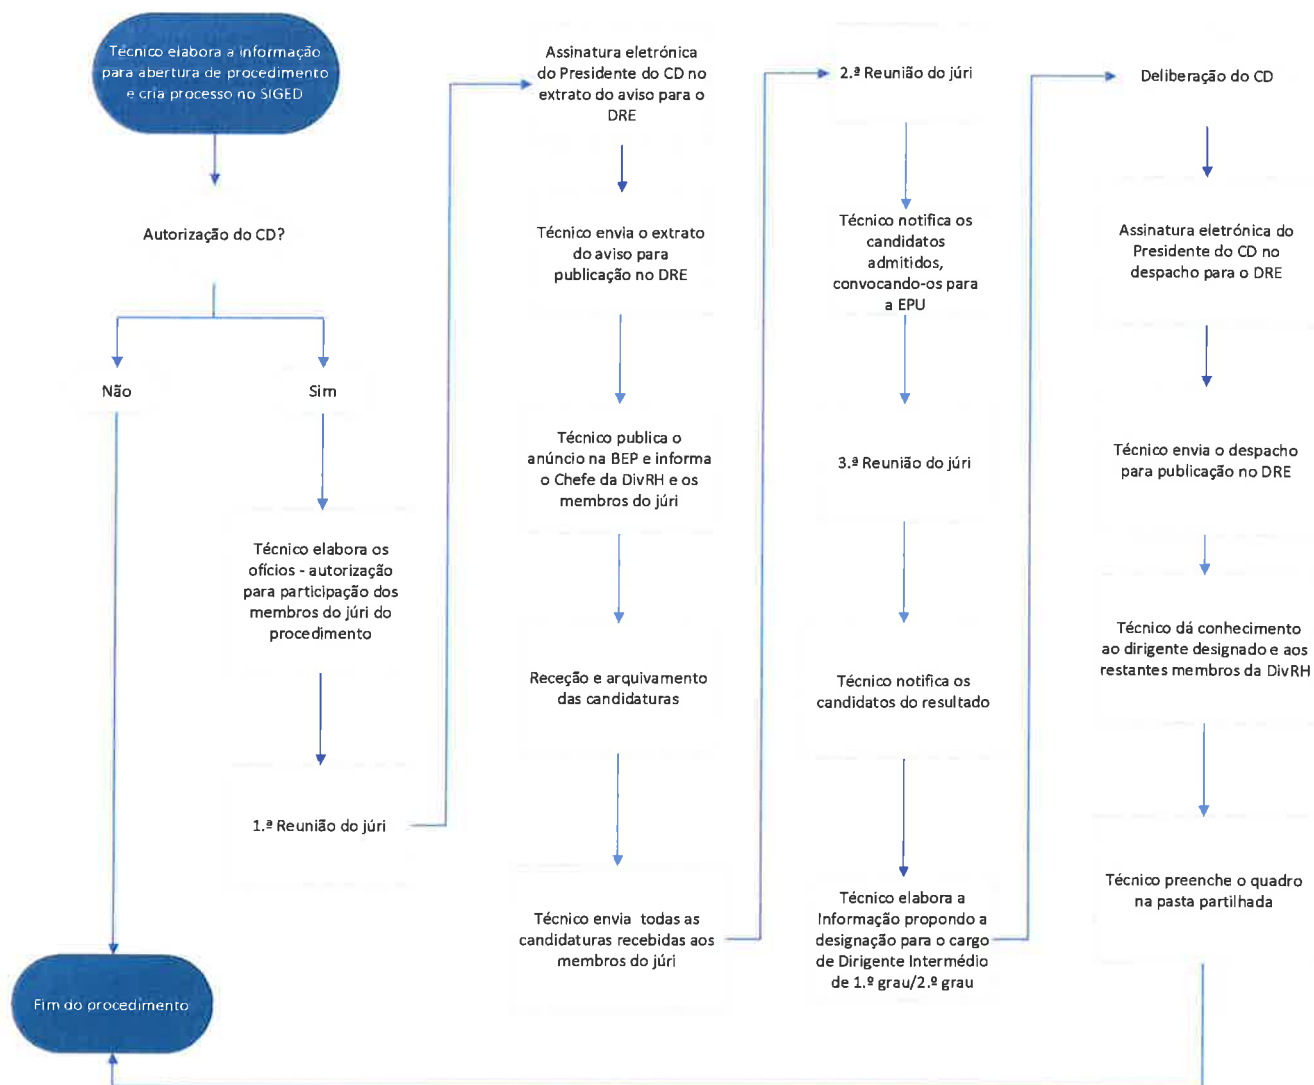 Técnico elabora a informação
para abertura de procedimento
e cria processo no SIGED
Autorização do CD?
Não
Sim
Técnico elabora os
ofícios - autorização
para participação dos
membros do júri do
procedimento
1.ª Reunião do júri
Fim do procedimento
Assinatura eletrónica
do Presidente do CD no
extrato do aviso para o
DRE
Técnico envia o extrato
do aviso para
publicação no DRE
Técnico publica o
anúncio na BEP e informa
o Chefe da DivRH e os
membros do júri
Receção e arquivamento
das candidaturas
Técnico envia todas as
candidaturas recebidas aos
membros do júri
2.ª Reunião do júri
Técnico notifica os
candidatos
admitidos,
convocando-os para
a EPU
3.ª Reunião do júri
Técnico notifica os
candidatos do resultado
Técnico elabora a
Informação propondo a
designação para o cargo
de Dirigente Intermédio
de 1.º grau/2.º grau
Deliberação do CD
Assinatura eletrónica do
Presidente do CD no
despacho para o DRE
Técnico envia o despacho
para publicação no DRE
Técnico dá conhecimento
ao dirigente designado e aos
restantes membros da DivRH
Técnico preenche o quadro
na pasta partilhada